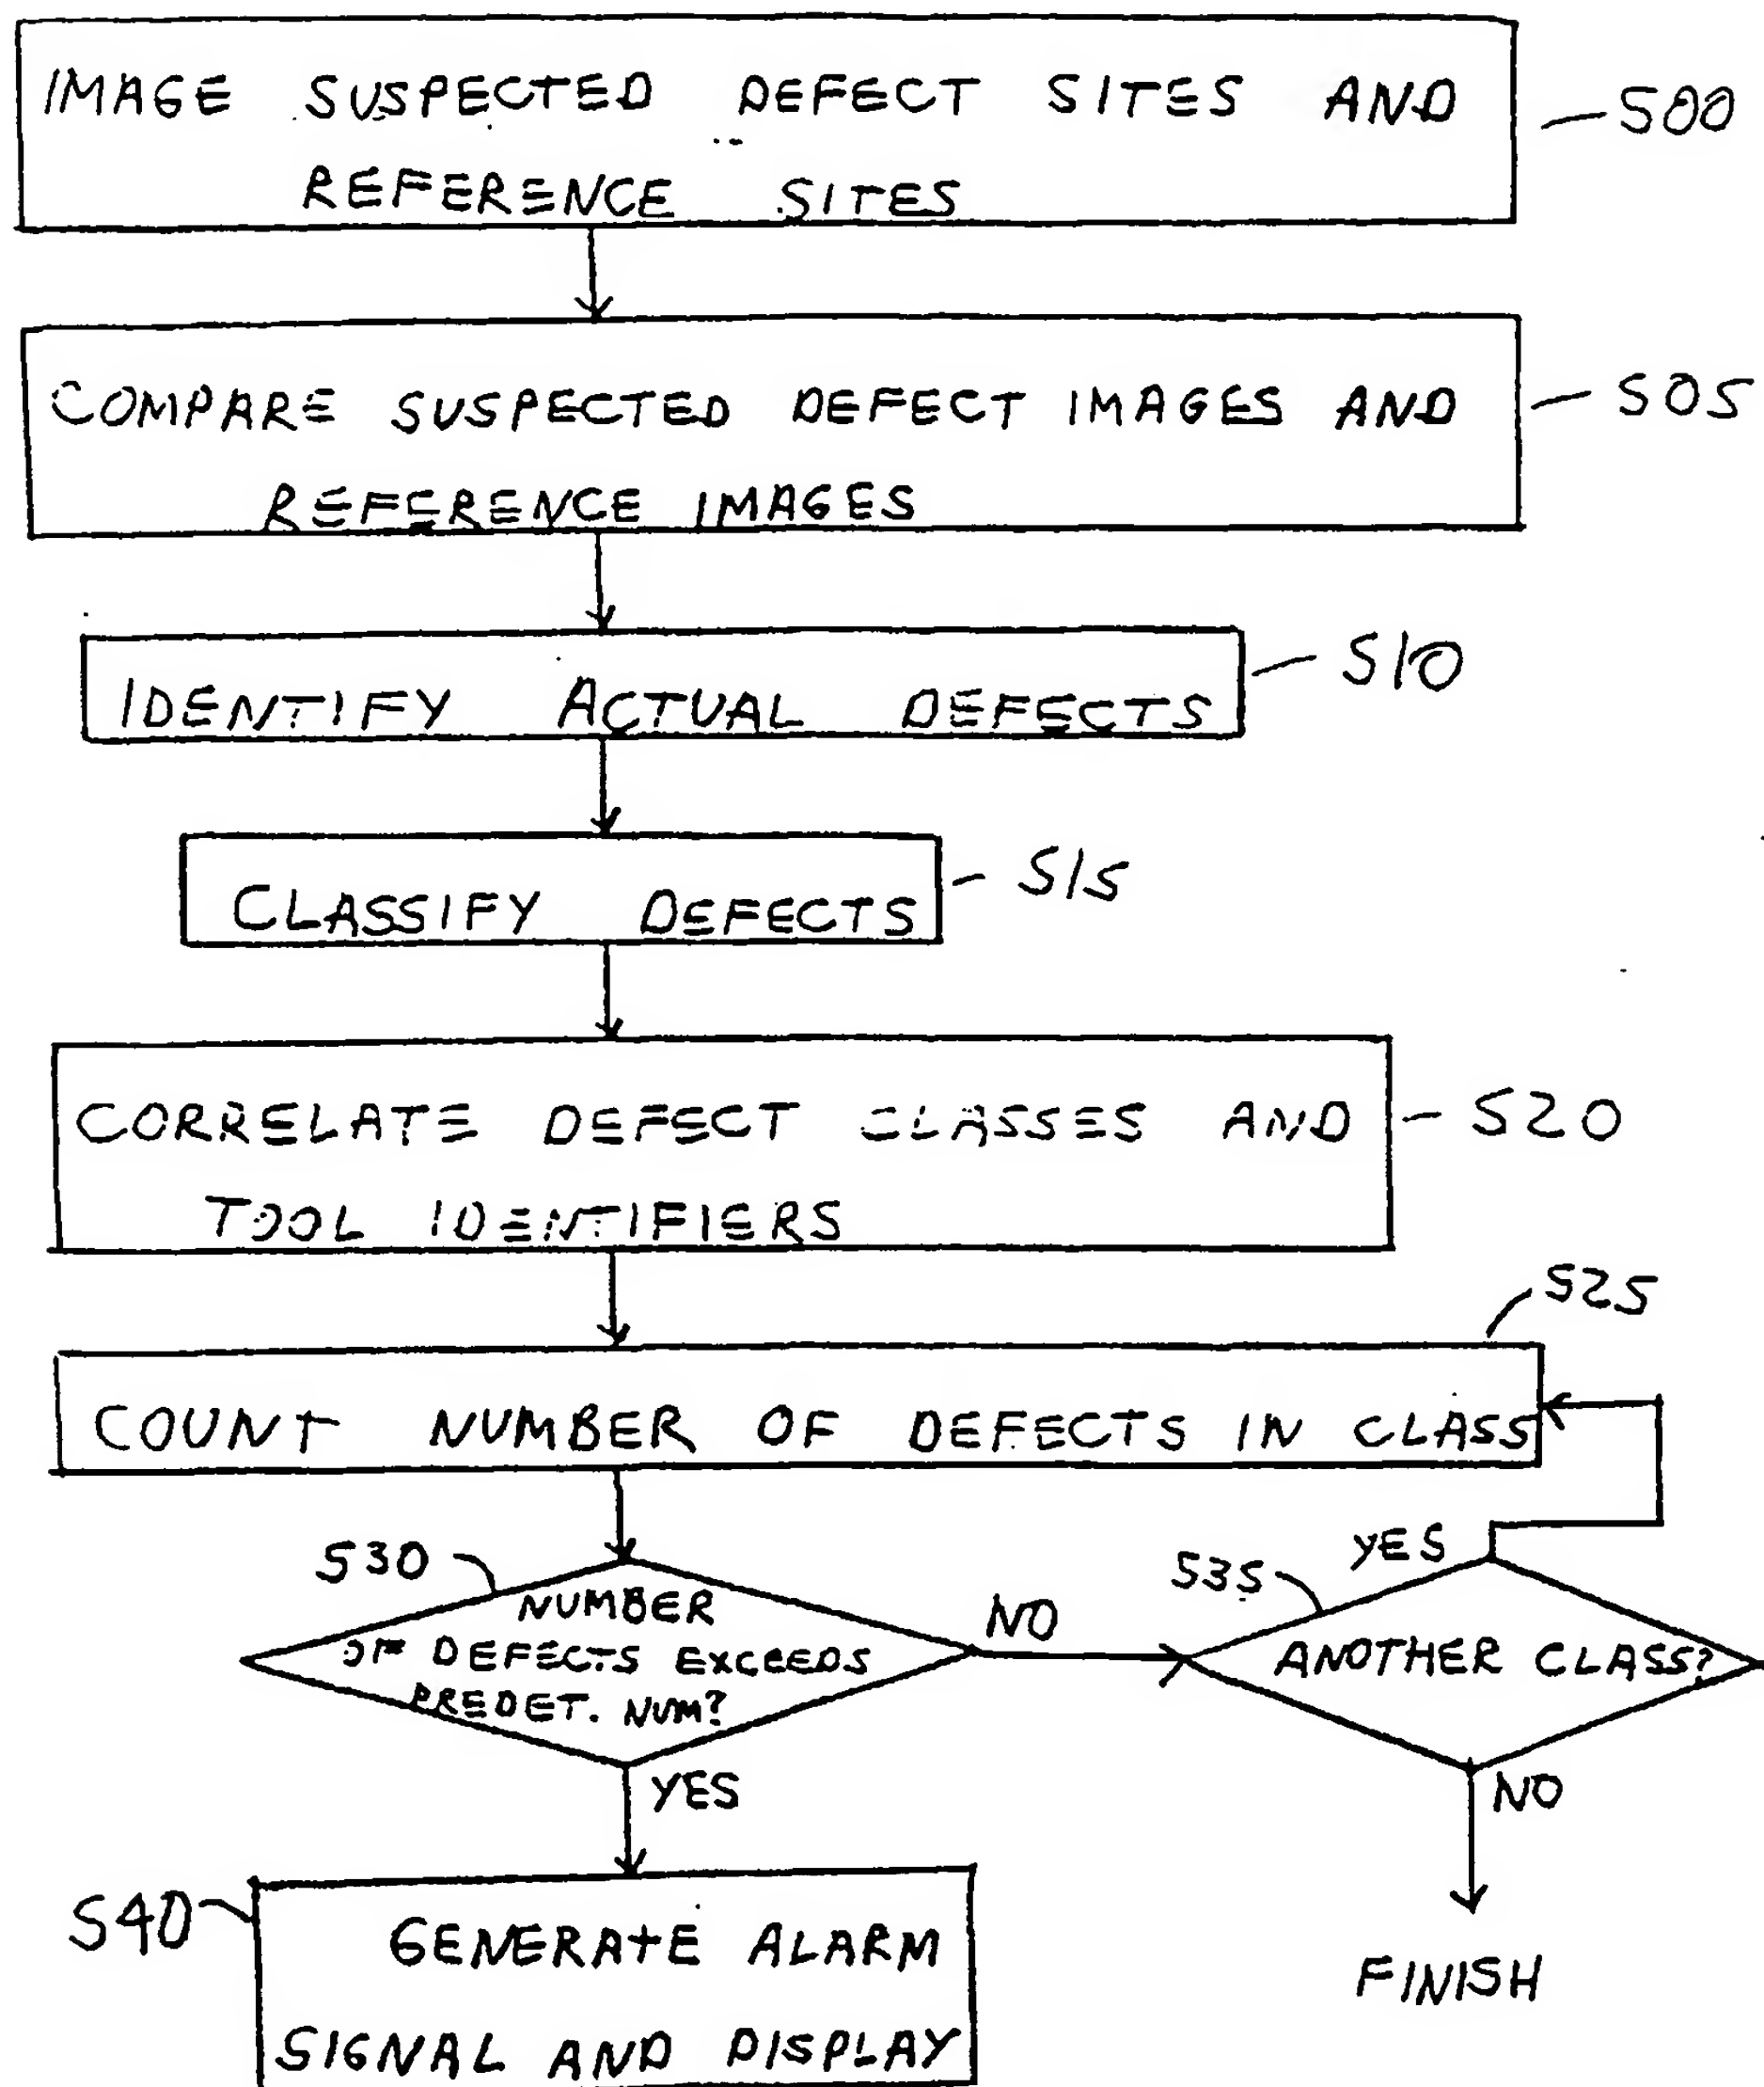 IMAGE SUSPECTED DEFECT SITES AND
REFERENCE SITES
500
COMPARE SUSPECTED DEFECT IMAGES AND
REFERENCE IMAGES
505
IDENTIFY ACTUAL DEFECTS
510
CLASSIFY DEFECTS
515
CORRELATE DEFECT CLASSES AND
TOOL IDENTIFIERS
520
525
COUNT NUMBER OF DEFECTS IN CLASS
530
NUMBER
OF DEFECTS EXCEEDS
PREDET. NUM?
NO
535
YES
ANOTHER CLASS?
YES
NO
540
GENERATE ALARM
SIGNAL AND DISPLAY
FINISH